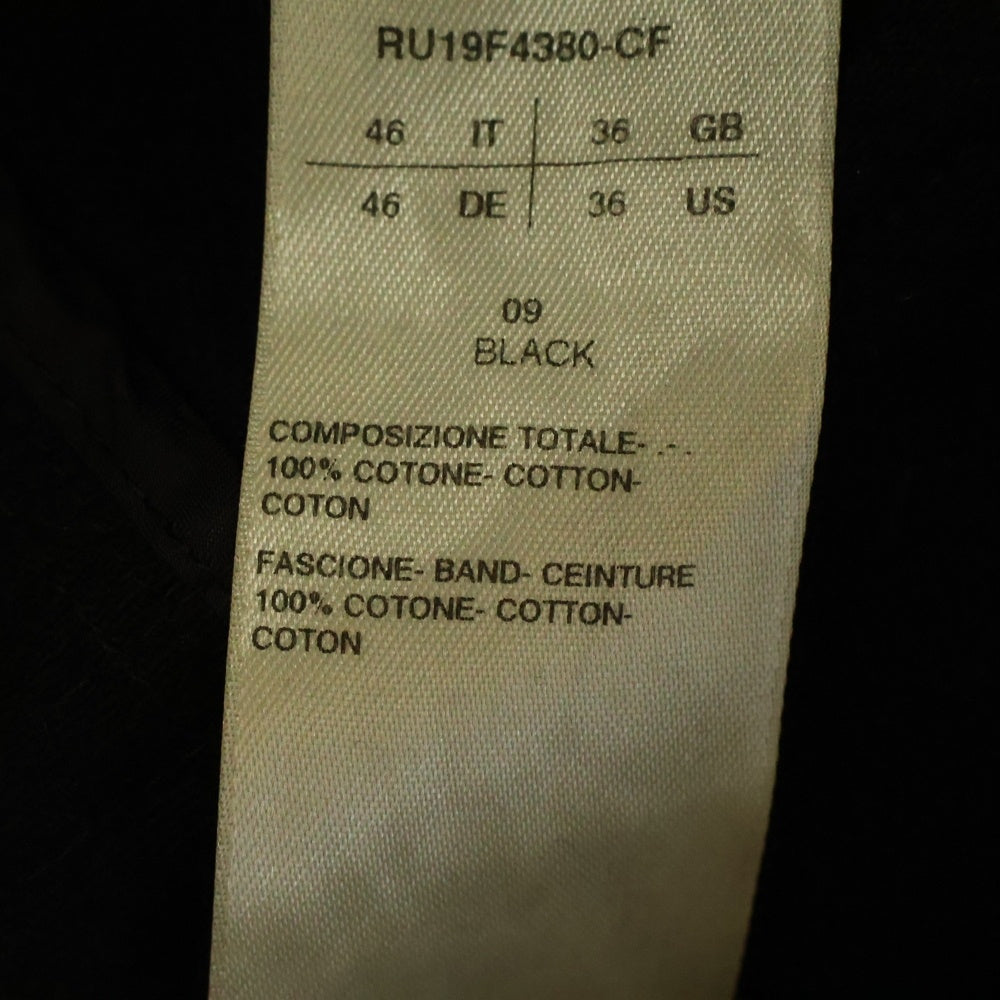 RU19F4380-CF
46 IT 36 GB
46 DE 36 US
09
BLACK
COMPOSIZIONE TOTALE- .- .
100% COTONE- COTTON-
COTON
FASCIONE- BAND- CEINTURE
100% COTONE- COTTON-
COTON